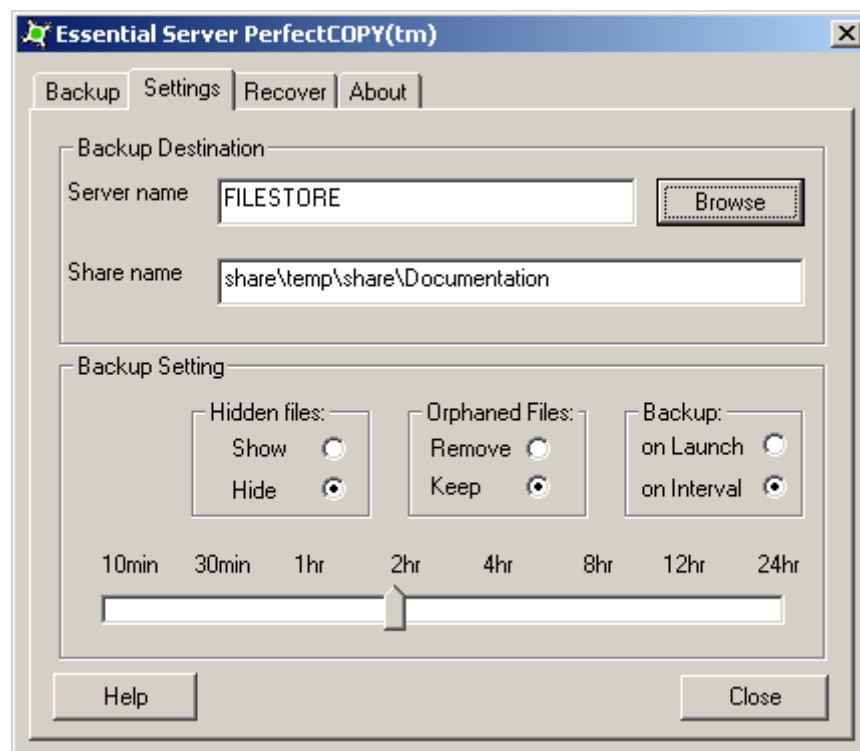 Essential Server PerfectCOPY(tm)
Backup Settings Recover About
Backup Destination
Server name FILESTORE Browse
Share name share\temp\share\Documentation
Backup Setting
Hidden files: Orphaned Files: Backup:
Show Remove on Launch
Hide Keep on Interval
10min 30min 1hr 2hr 4hr 8hr 12hr 24hr
Help Close